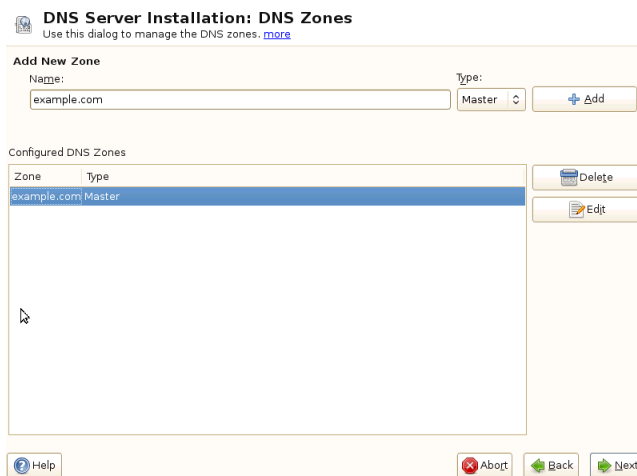 DNS Server Installation: DNS Zones
Use this dialog to manage the DNS zones. more
Add New Zone
Name:
Type:
example.com
Master
Add
Configured DNS Zones
Zone Type
Delete
example.com Master
Edit
Help
Abort
Back
Next